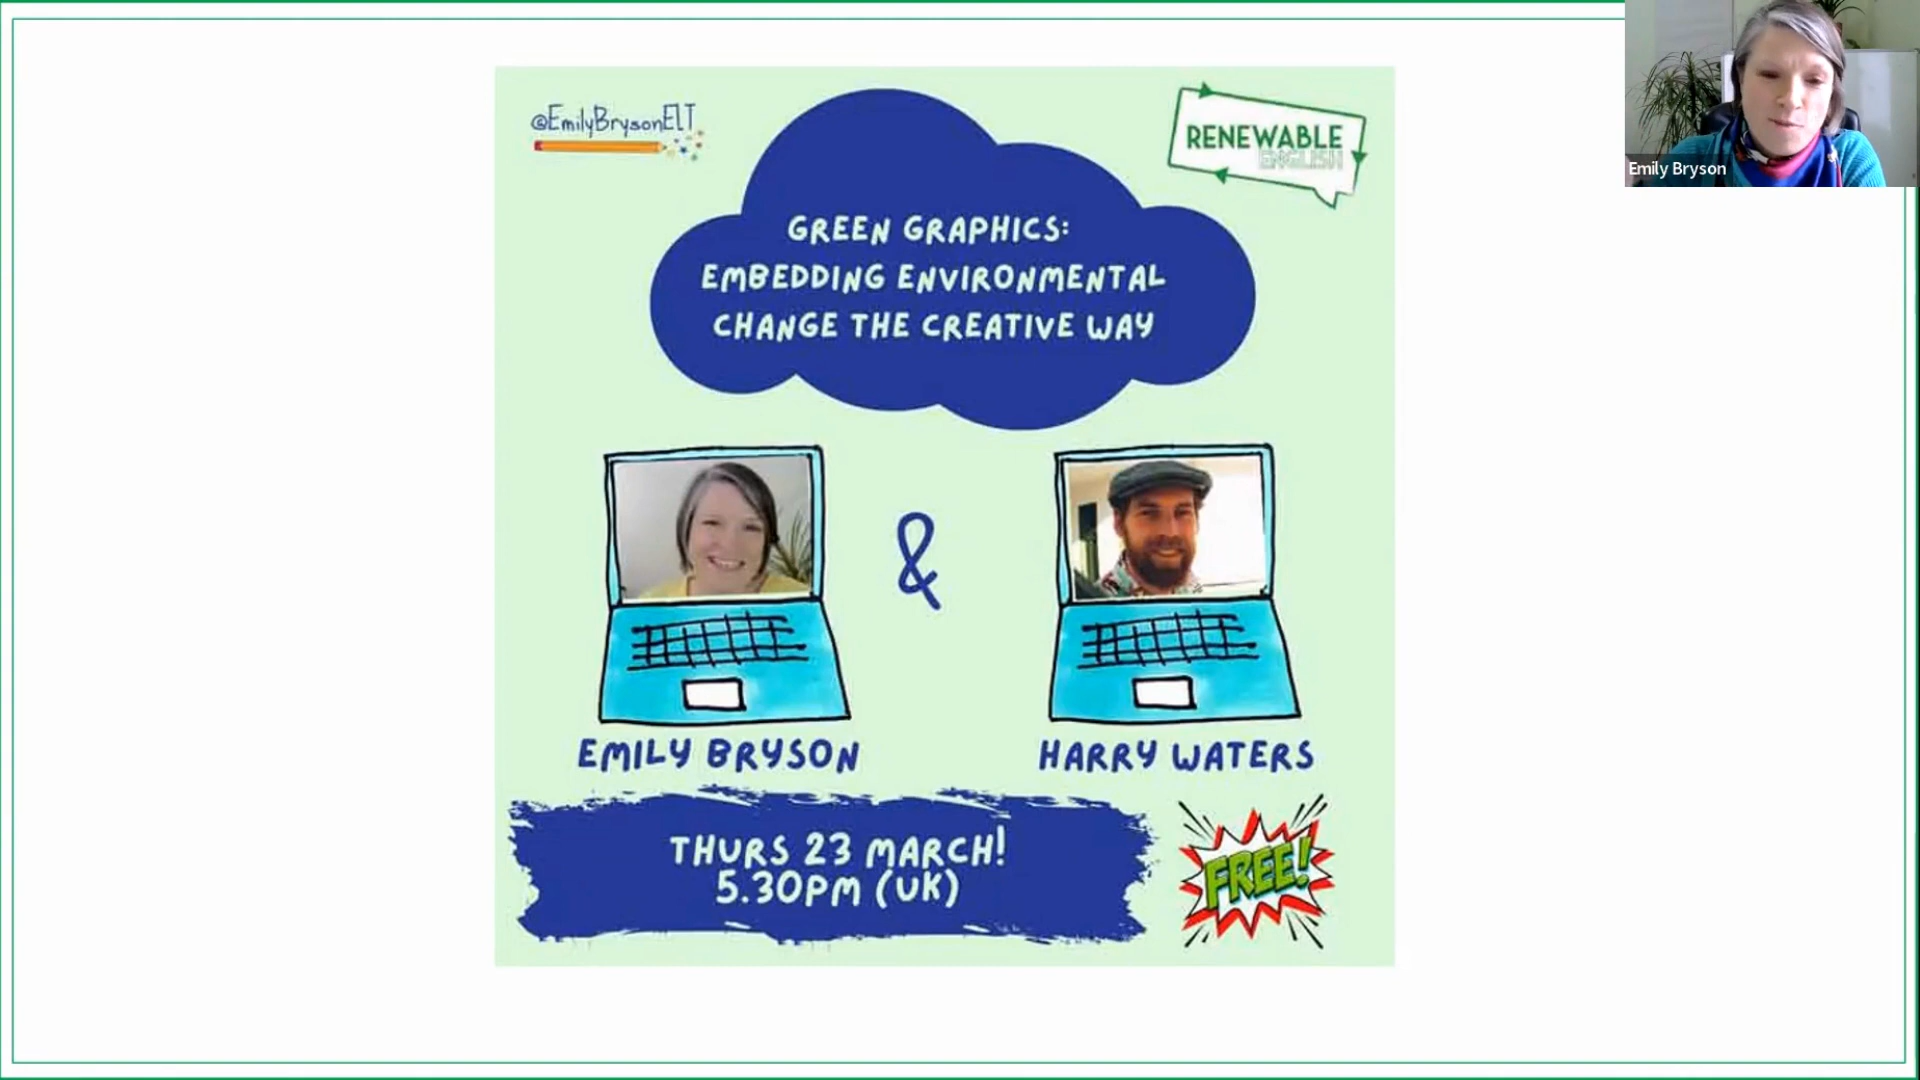 @EmilyBrysonELT
RENEWABLE
ENGLISH
GREEN GRAPHICS:
EMBEDDING ENVIRONMENTAL
CHANGE THE CREATIVE WAY
&
EMILY BRYSON
HARRY WATERS
THURS 23 MARCH!
5.30PM (UK)
FREE!
Emily Bryson